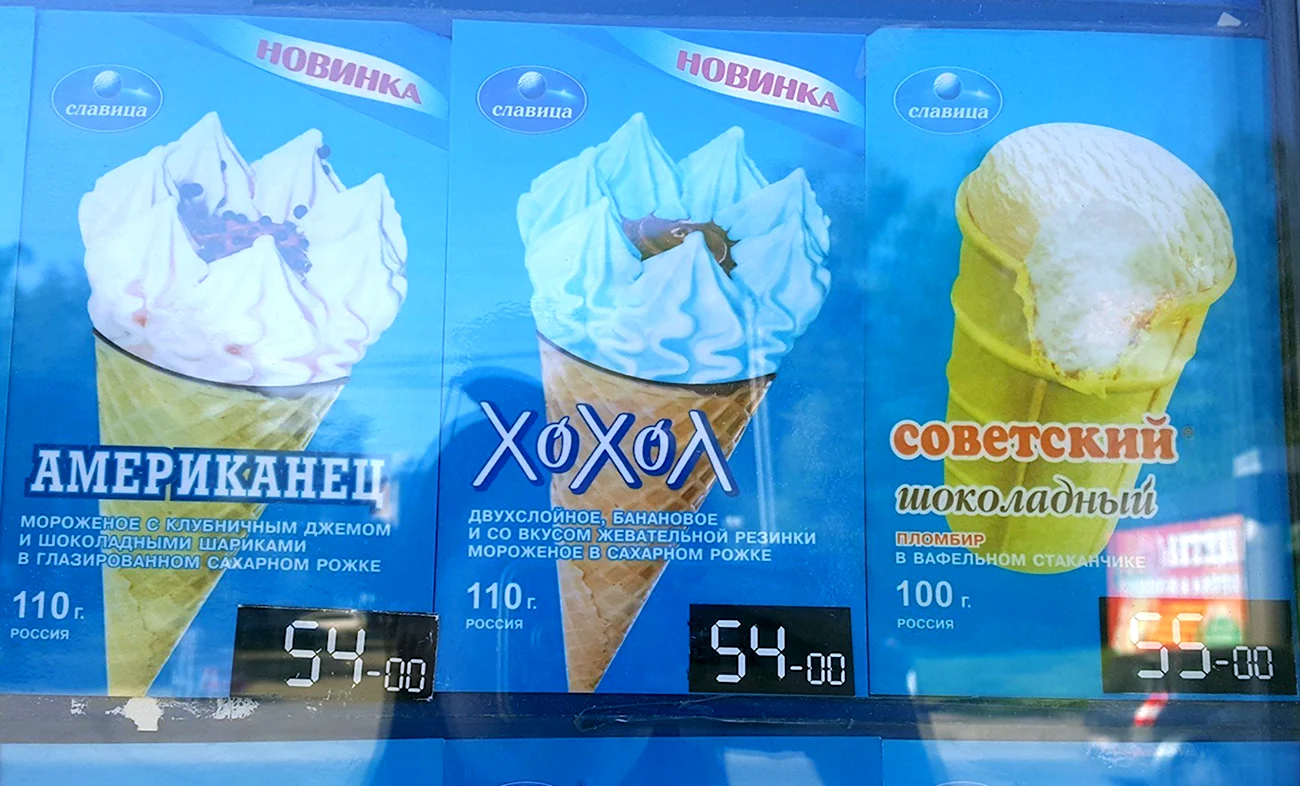 НОВИНКА
славица
АМЕРИКАНЕЦ
МОРОЖЕНОЕ С КЛУБНИЧНЫМ ДЖЕМОМ
И ШОКОЛАДНЫМИ ШАРИКАМИ
В ГЛАЗИРОВАННОМ САХАРНОМ РОЖКЕ
110 г.
РОССИЯ
54-00
НОВИНКА
славица
ХоХоЛ
ДВУХСЛОЙНОЕ, БАНАНОВОЕ
И СО ВКУСОМ ЖЕВАТЕЛЬНОЙ РЕЗИНКИ
МОРОЖЕНОЕ В САХАРНОМ РОЖКЕ
110 г.
РОССИЯ
54-00
славица
советский®
шоколадный
ПЛОМБИР
В ВАФЕЛЬНОМ СТАКАНЧИКЕ
100 г.
РОССИЯ
55-00